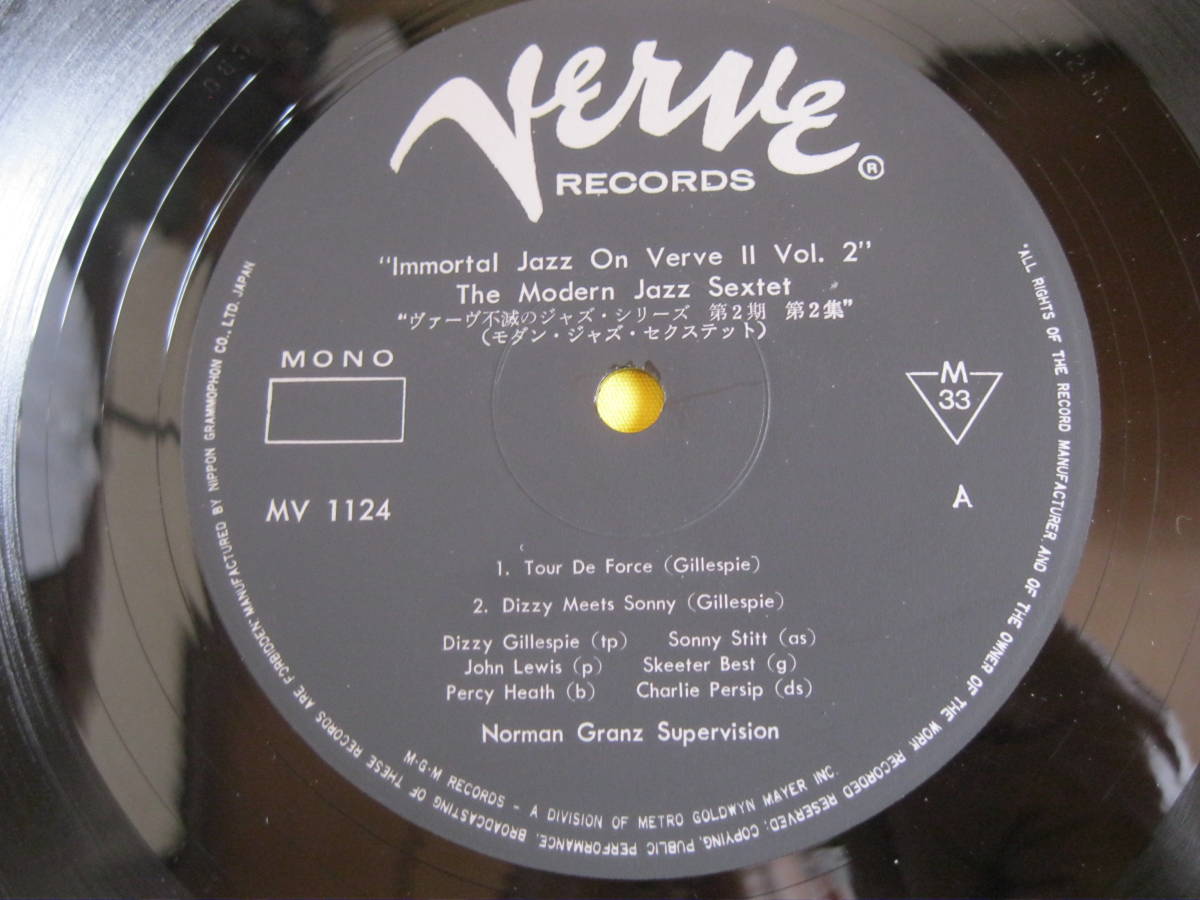 Verve
RECORDS ®
"Immortal Jazz On Verve II Vol. 2"
The Modern Jazz Sextet
"ヴァーヴ不滅のジャズ・シリーズ 第2期 第2集"
(モダン・ジャズ・セクステット)
MONO
M
33
MV 1124
A
1. Tour De Force (Gillespie)
2. Dizzy Meets Sonny (Gillespie)
Dizzy Gillespie (tp) Sonny Stitt (as)
John Lewis (p) Skeeter Best (g)
Percy Heath (b) Charlie Persip (ds)
Norman Granz Supervision
M·G·M RECORDS – A DIVISION OF METRO GOLDWYN MAYER INC.
"ALL RIGHTS OF THE RECORD MANUFACTURER AND OF THE OWNER OF THE WORK RECORDED RESERVED; COPYING, PUBLIC PERFORMANCE, BROADCASTING OF THESE RECORDS ARE FORBIDDEN" MANUFACTURED BY NIPPON GRAMMOPHON CO., LTD. JAPAN